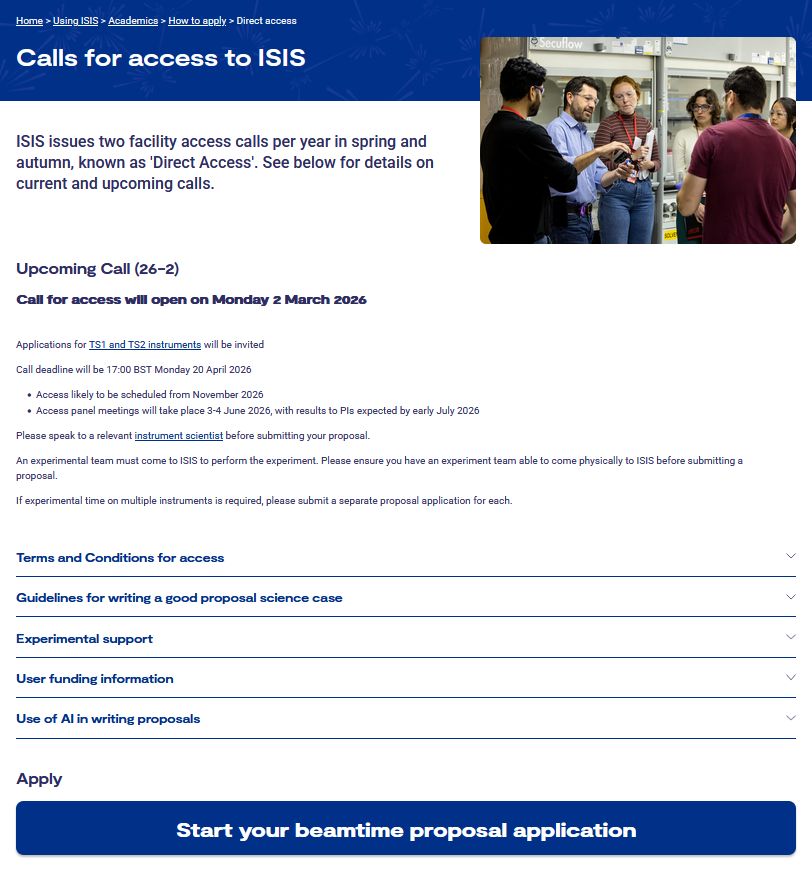 Home > Using ISIS > Academics > How to apply > Direct access
Calls for access to ISIS
Secuflow
ISIS issues two facility access calls per year in spring and
autumn, known as 'Direct Access'. See below for details on
current and upcoming calls.
Upcoming Call (26-2)
Call for access will open on Monday 2 March 2026
Applications for TS1 and TS2 instruments will be invited
Call deadline will be 17:00 BST Monday 20 April 2026
• Access likely to be scheduled from November 2026
• Access panel meetings will take place 3-4 June 2026, with results to PIs expected by early July 2026
Please speak to a relevant instrument scientist before submitting your proposal.
An experimental team must come to ISIS to perform the experiment. Please ensure you have an experiment team able to come physically to ISIS before submitting a
proposal.
If experimental time on multiple instruments is required, please submit a separate proposal application for each.
Terms and Conditions for access
Guidelines for writing a good proposal science case
Experimental support
User funding information
Use of AI in writing proposals
Apply
Start your beamtime proposal application